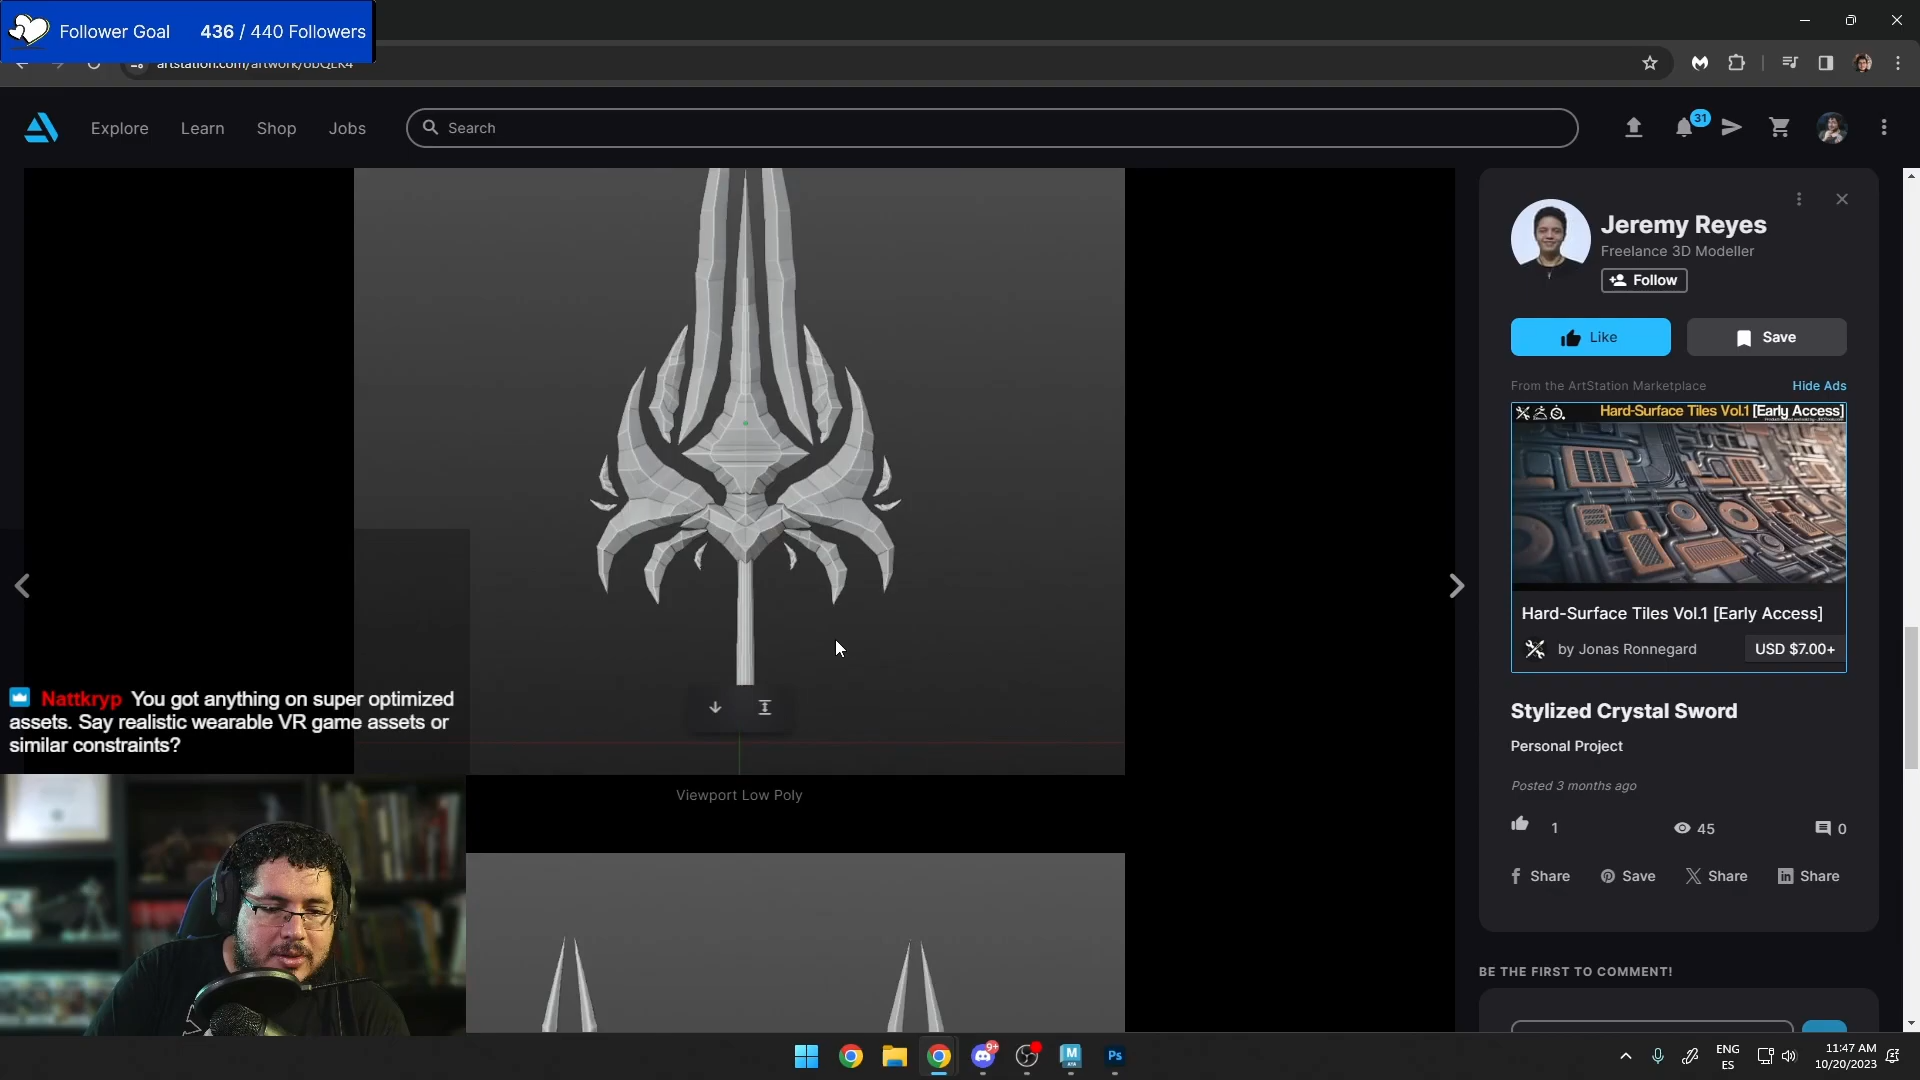 Follower Goal 436 / 440 Followers
Explore
Learn
Shop
Jobs
Search
31
Jeremy Reyes
Freelance 3D Modeller
Follow
Like
Save
From the ArtStation Marketplace
Hide Ads
Hard-Surface Tiles Vol.1 [Early Access]
Hard-Surface Tiles Vol.1 [Early Access]
by Jonas Ronnegard
USD $7.00+
Stylized Crystal Sword
Personal Project
Posted 3 months ago
1
45
0
Share
Save
Share
Share
BE THE FIRST TO COMMENT!
Nattkryp You got anything on super optimized
assets. Say realistic wearable VR game assets or
similar constraints?
Viewport Low Poly
9+
M
Ps
ENG
ES
11:47 AM
10/20/2023